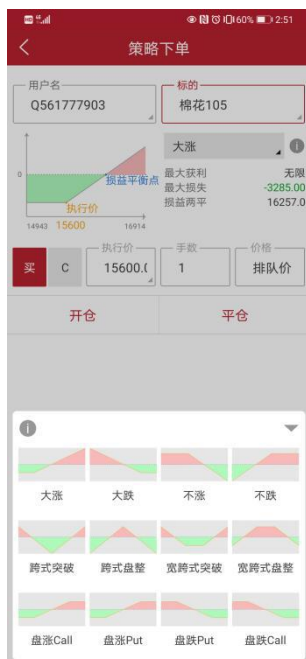 60% 2:51
策略下单
用户名
Q561777903
标的
棉花105
大涨
0
损益平衡点
执行价
14943 15600 16914
最大获利 无限
最大损失 -3285.00
损益两平 16257.0
买
C
执行价
15600.(
手数
1
价格
排队价
开仓 平仓
大涨 大跌 不涨 不跌
跨式突破 跨式盘整 宽跨式突破 宽跨式盘整
盘涨Call 盘涨Put 盘跌Put 盘跌Call